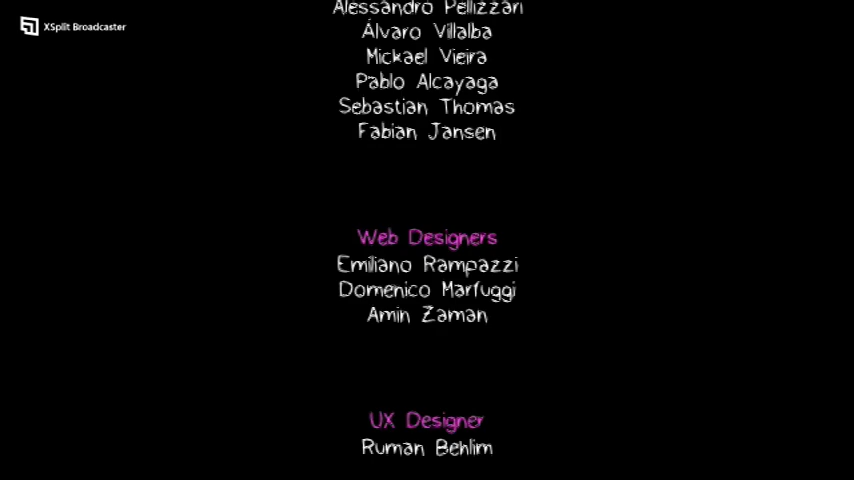 XSplit Broadcaster
Alessandro Pellizzari
Álvaro Villalba
Mickael Vieira
Pablo Alcayaga
Sebastian Thomas
Fabian Jansen
Web Designers
Emiliano Rampazzi
Domenico Marfuggi
Amin Zaman
UX Designer
Ruman Behlim